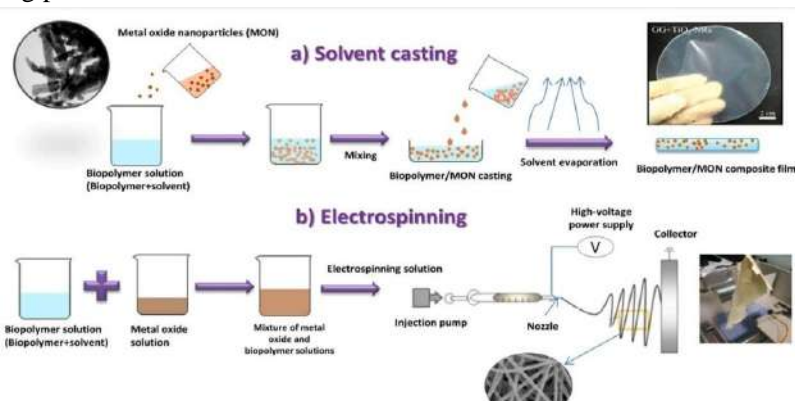 Metal oxide nanoparticles (MON)
a) Solvent casting
2 cm
Biopolymer solution
(Biopolymer+solvent)
Mixing
Biopolymer/MON casting
Solvent evaporation
Biopolymer/MON composite film
b) Electrospinning
High-voltage
power supply
Collector
V
Electrospinning solution
Injection pump
Nozzle
Biopolymer solution
(Biopolymer+solvent)
Metal oxide
solution
Mixture of metal
oxide and
biopolymer solutions